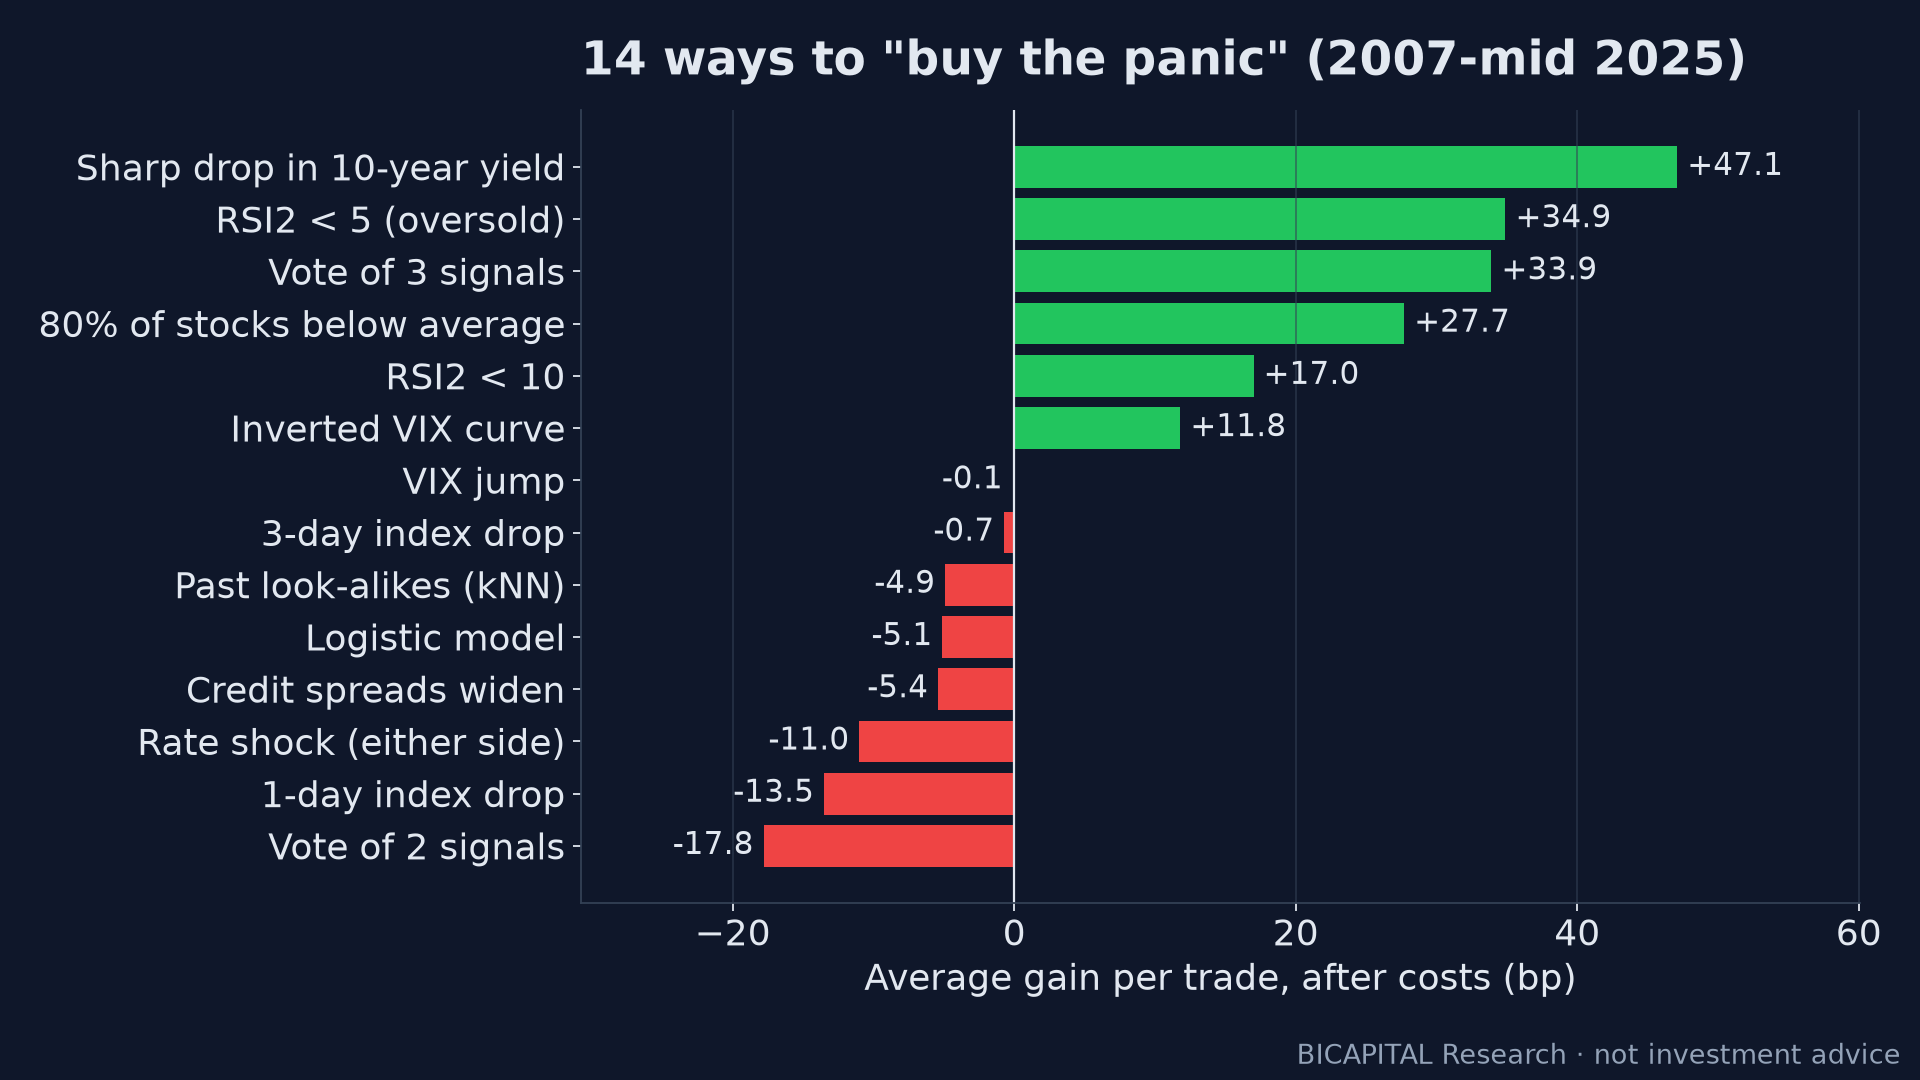 14 ways to "buy the panic" (2007-mid 2025)
Sharp drop in 10-year yield
+47.1
RSI2 < 5 (oversold)
+34.9
Vote of 3 signals
+33.9
80% of stocks below average
+27.7
RSI2 < 10
+17.0
Inverted VIX curve
+11.8
VIX jump
-0.1
3-day index drop
-0.7
Past look-alikes (kNN)
-4.9
Logistic model
-5.1
Credit spreads widen
-5.4
Rate shock (either side)
-11.0
1-day index drop
-13.5
Vote of 2 signals
-17.8
−20 0 20 40 60
Average gain per trade, after costs (bp)
BICAPITAL Research · not investment advice